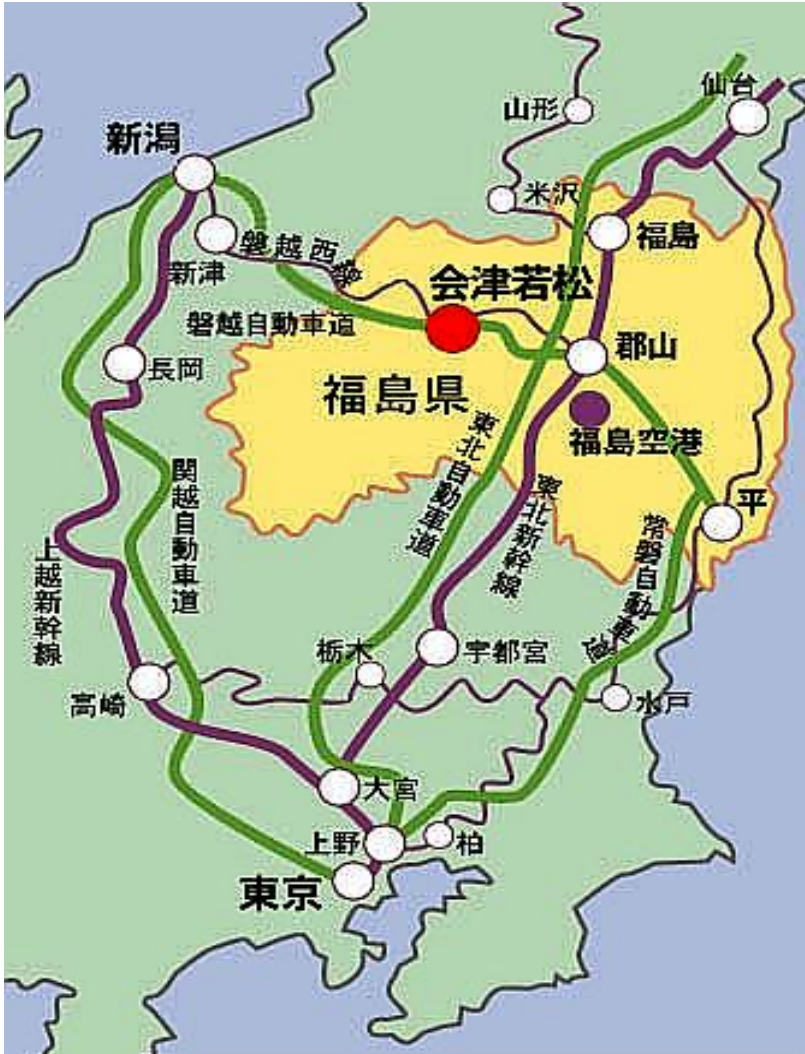 仙台
山形
新潟
米沢
福島
新津
磐越西線
会津若松
磐越自動車道
郡山
長岡
福島県
福島空港
東北自動車道
関越自動車道
東北新幹線
平
常磐自動車道
上越新幹線
栃木
宇都宮
高崎
水戸
大宮
上野
柏
東京